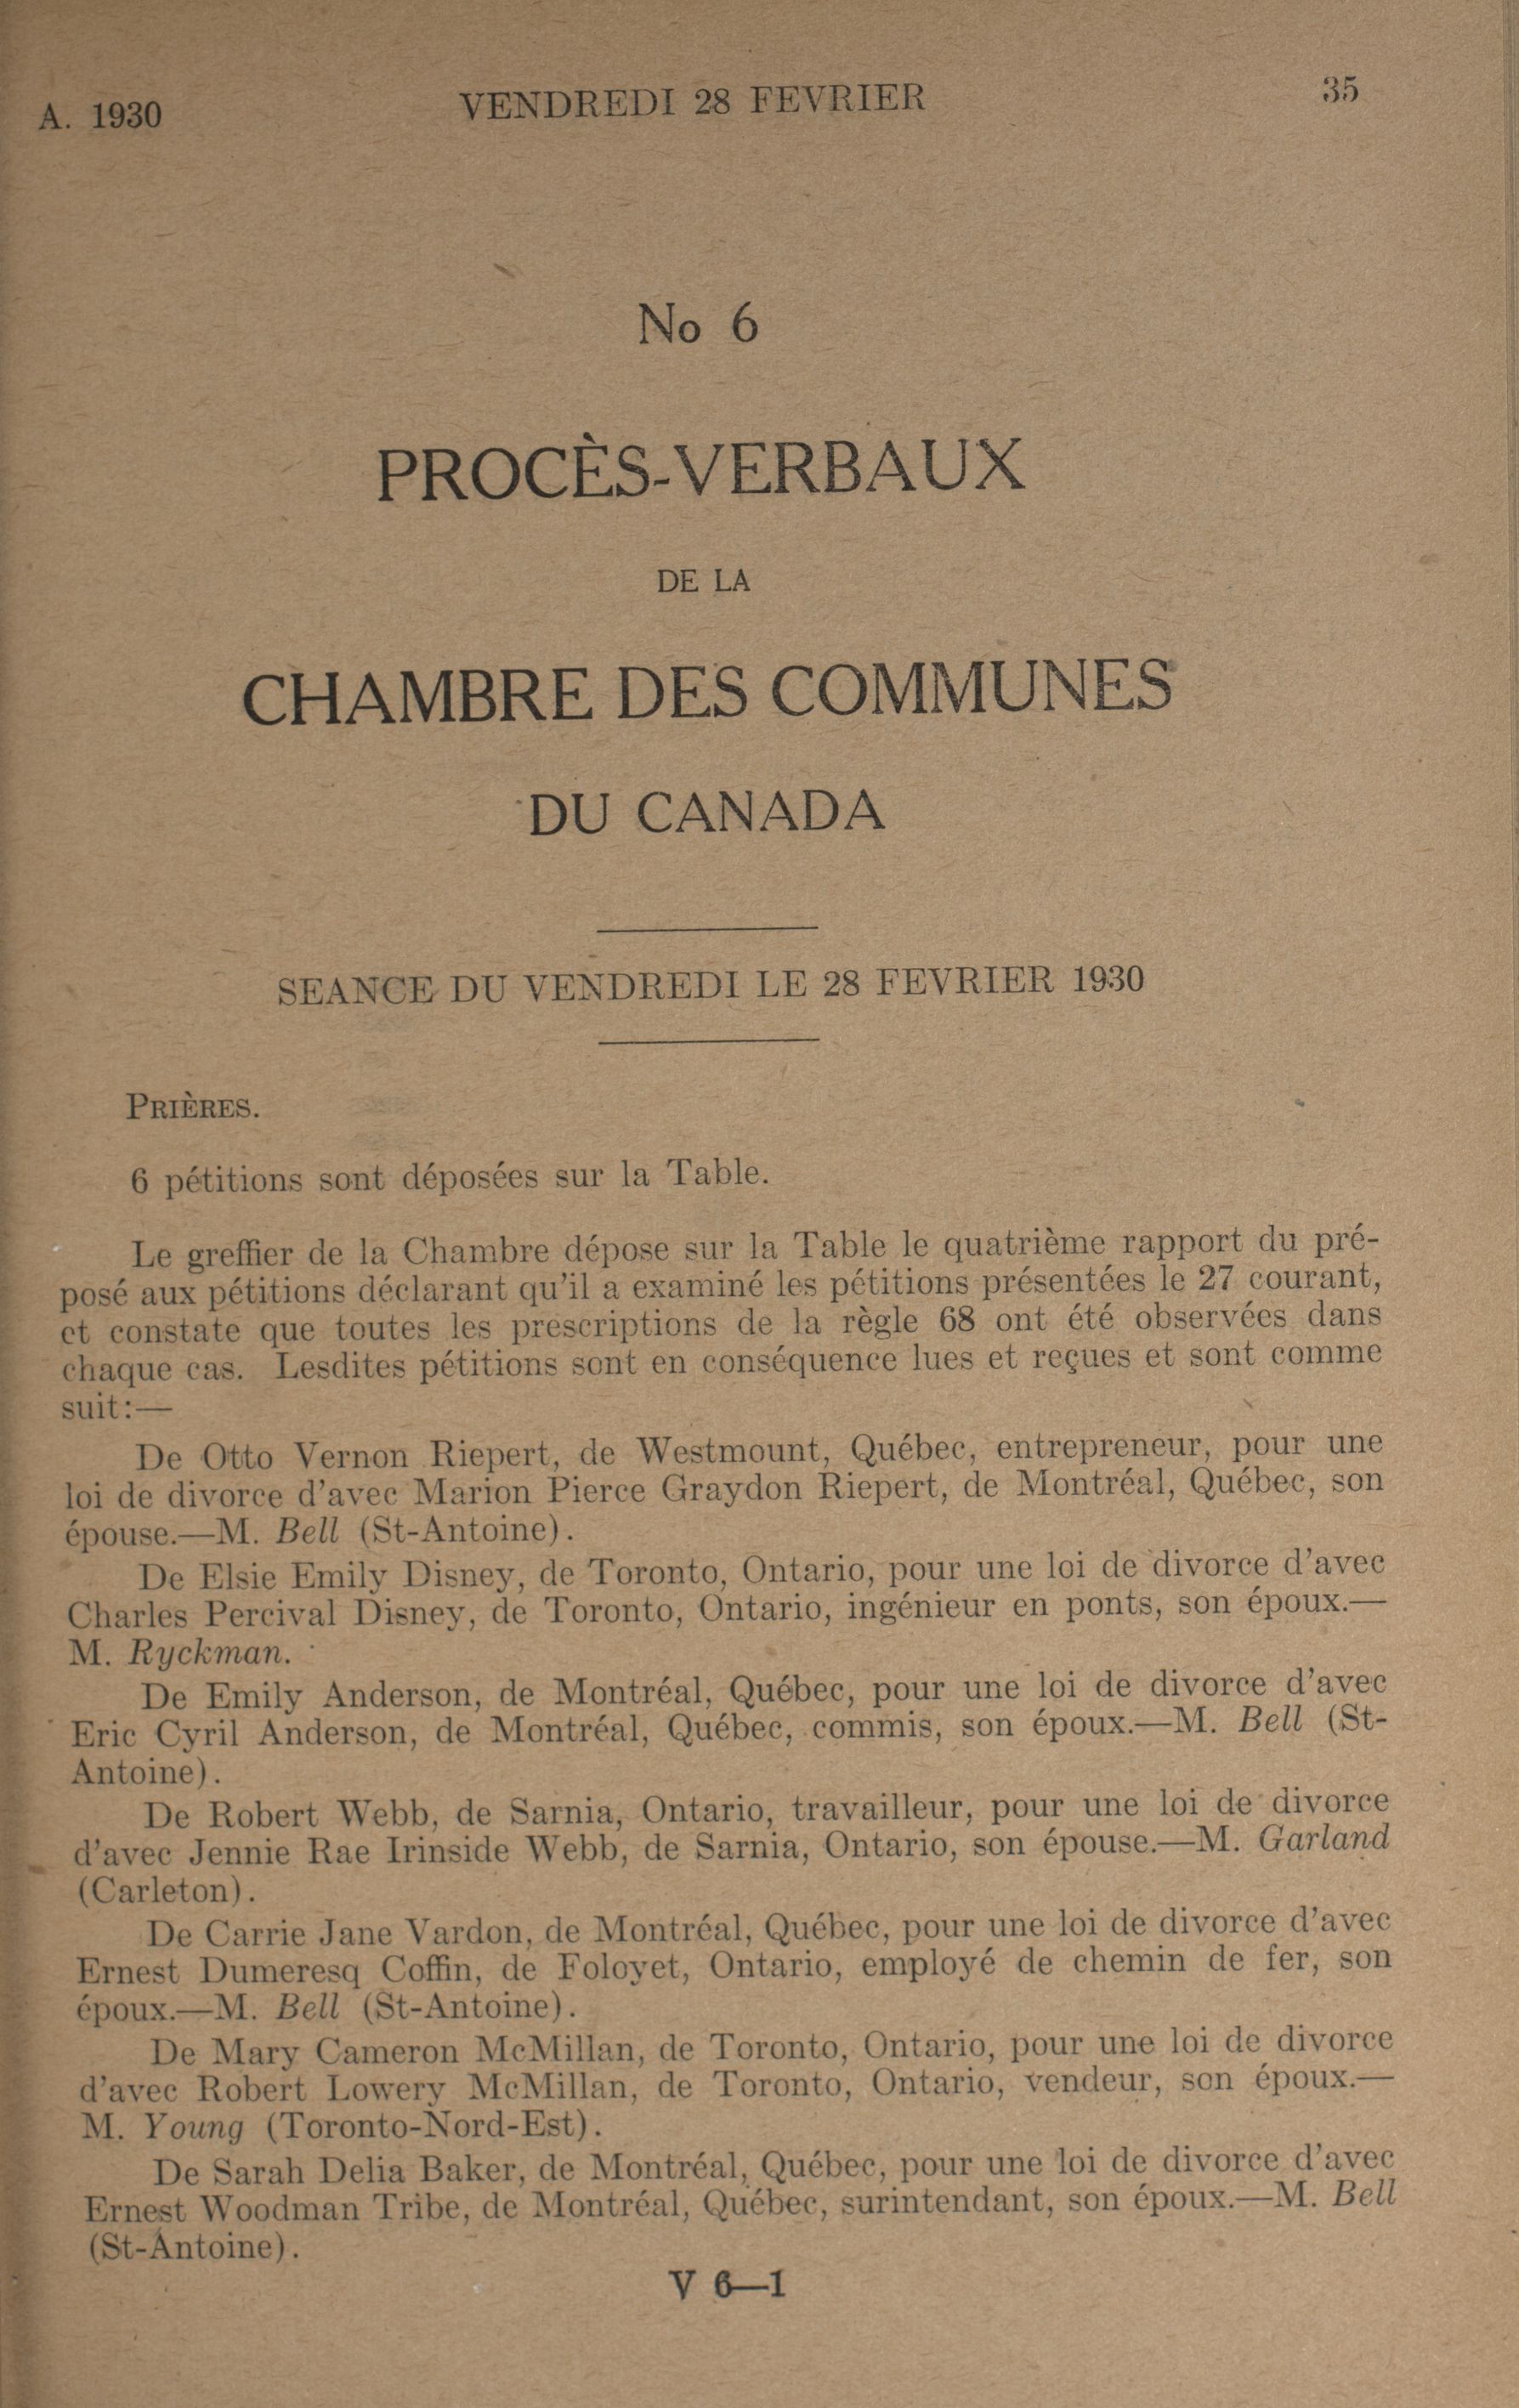 A. 1930 VENDREDI 28 FEVRIER 35
No 6
PROCÈS-VERBAUX
DE LA
CHAMBRE DES COMMUNES
DU CANADA
SEANCE DU VENDREDI LE 28 FEVRIER 1930
PRIÈRES.
6 pétitions sont déposées sur la Table.
Le greffier de la Chambre dépose sur la Table le quatrième rapport du pré-
posé aux pétitions déclarant qu'il a examiné les pétitions présentées le 27 courant,
et constate que toutes les prescriptions de la règle 68 ont été observées dans
chaque cas. Lesdites pétitions sont en conséquence lues et reçues et sont comme
suit:—
De Otto Vernon Riepert, de Westmount, Québec, entrepreneur, pour une
loi de divorce d'avec Marion Pierce Graydon Riepert, de Montréal, Québec, son
épouse.—M. Bell (St-Antoine).
De Elsie Emily Disney, de Toronto, Ontario, pour une loi de divorce d'avec
Charles Percival Disney, de Toronto, Ontario, ingénieur en ponts, son époux.—
M. Ryckman.
De Emily Anderson, de Montréal, Québec, pour une loi de divorce d'avec
Eric Cyril Anderson, de Montréal, Québec, commis, son époux.—M. Bell (St-
Antoine).
De Robert Webb, de Sarnia, Ontario, travailleur, pour une loi de divorce
d'avec Jennie Rae Irinside Webb, de Sarnia, Ontario, son épouse.—M. Garland
(Carleton).
De Carrie Jane Vardon, de Montréal, Québec, pour une loi de divorce d'avec
Ernest Dumeresq Coffin, de Foloyet, Ontario, employé de chemin de fer, son
époux.—M. Bell (St-Antoine).
De Mary Cameron McMillan, de Toronto, Ontario, pour une loi de divorce
d'avec Robert Lowery McMillan, de Toronto, Ontario, vendeur, son époux.—
M. Young (Toronto-Nord-Est).
De Sarah Delia Baker, de Montréal, Québec, pour une loi de divorce d'avec
Ernest Woodman Tribe, de Montréal, Québec, surintendant, son époux.—M. Bell
(St-Antoine).
V 6—1